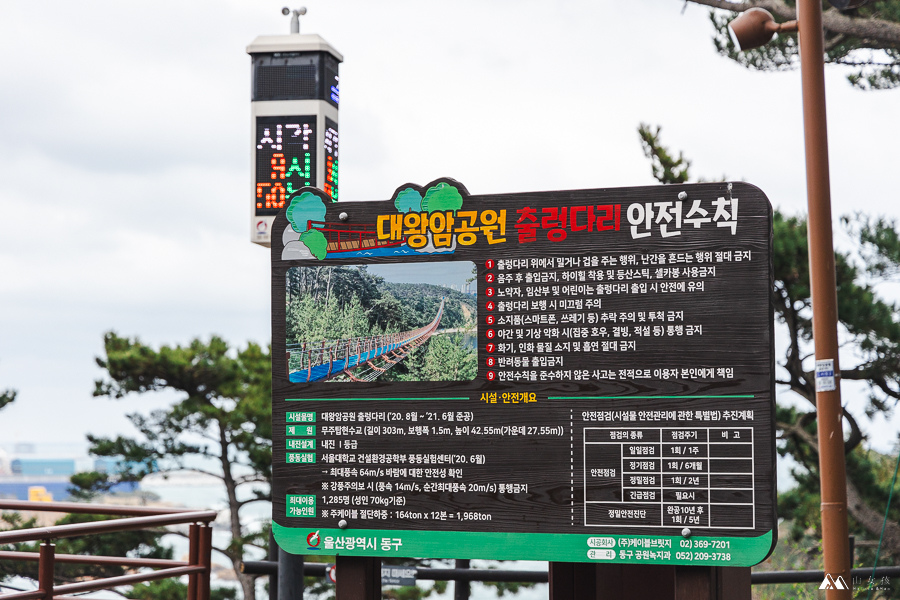 시각
9시
50
대왕암공원 출렁다리 안전수칙
1 출렁다리 위에서 밀거나 겁을 주는 행위, 난간을 흔드는 행위 절대 금지
2 음주 후 출입금지, 하이힐 착용 및 등산스틱, 셀카봉 사용금지
3 노약자, 임산부 및 어린이는 출렁다리 출입 시 안전에 유의
4 출렁다리 보행 시 미끄럼 주의
5 소지품(스마트폰, 쓰레기 등) 추락 주의 및 투척 금지
6 야간 및 기상 악화 시(집중 호우, 결빙, 적설 등) 통행 금지
7 화기, 인화 물질 소지 및 흡연 절대 금지
8 반려동물 출입금지
9 안전수칙을 준수하지 않은 사고는 전적으로 이용자 본인에게 책임
시설·안전개요
시설물명 대왕암공원 출렁다리 ('20. 8월 ~ '21. 6월 준공)
제 원 무주탑현수교 (길이 303m, 보행폭 1.5m, 높이 42.55m(가운데 27.55m))
내진설계 내진 Ⅰ등급
풍동실험 서울대학교 건설환경공학부 풍동실험센터('20. 6월)
→ 최대풍속 64m/s 바람에 대한 안전성 확인
※ 강풍주의보 시 (풍속 14m/s, 순간최대풍속 20m/s) 통행금지
최대이용 가능인원 1,285명 (성인 70kg기준)
※ 주케이블 절단하중 : 164ton x 12본 = 1,968ton
안전점검(시설물 안전관리에 관한 특별법) 추진계획
점검의 종류 점검주기 비 고
안전점검
일일점검 1회 / 1주
정기점검 1회 / 6개월
정밀점검 1회 / 2년
긴급점검 필요시
정밀안전진단 완공10년 후
1회 / 5년
울산광역시 동구
시공회사 (주)케이블브릿지 02) 369-7201
관 리 동구 공원녹지과 052) 209-3738
山女孩